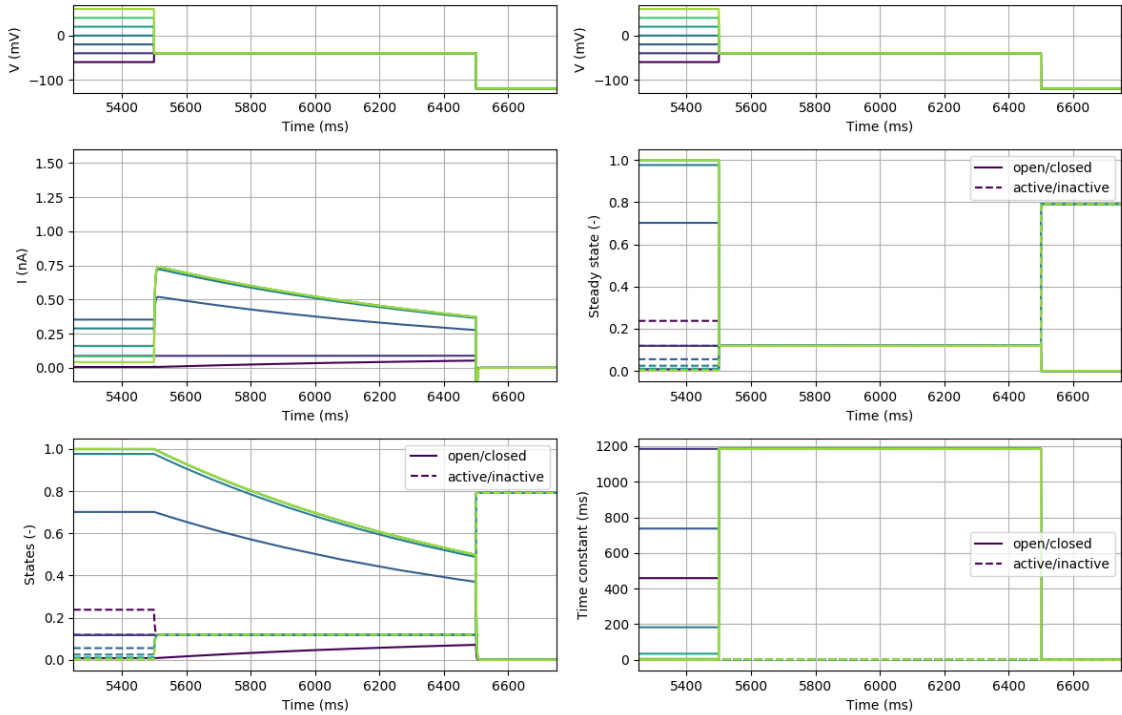 V (mV)
0
−100
5400 5600 5800 6000 6200 6400 6600
Time (ms)
V (mV)
0
−100
5400 5600 5800 6000 6200 6400 6600
Time (ms)
I (nA)
1.50
1.25
1.00
0.75
0.50
0.25
0.00
5400 5600 5800 6000 6200 6400 6600
Time (ms)
Steady state (-)
1.0
0.8
0.6
0.4
0.2
0.0
open/closed
active/inactive
5400 5600 5800 6000 6200 6400 6600
Time (ms)
States (-)
1.0
0.8
0.6
0.4
0.2
0.0
open/closed
active/inactive
5400 5600 5800 6000 6200 6400 6600
Time (ms)
Time constant (ms)
1200
1000
800
600
400
200
0
open/closed
active/inactive
5400 5600 5800 6000 6200 6400 6600
Time (ms)